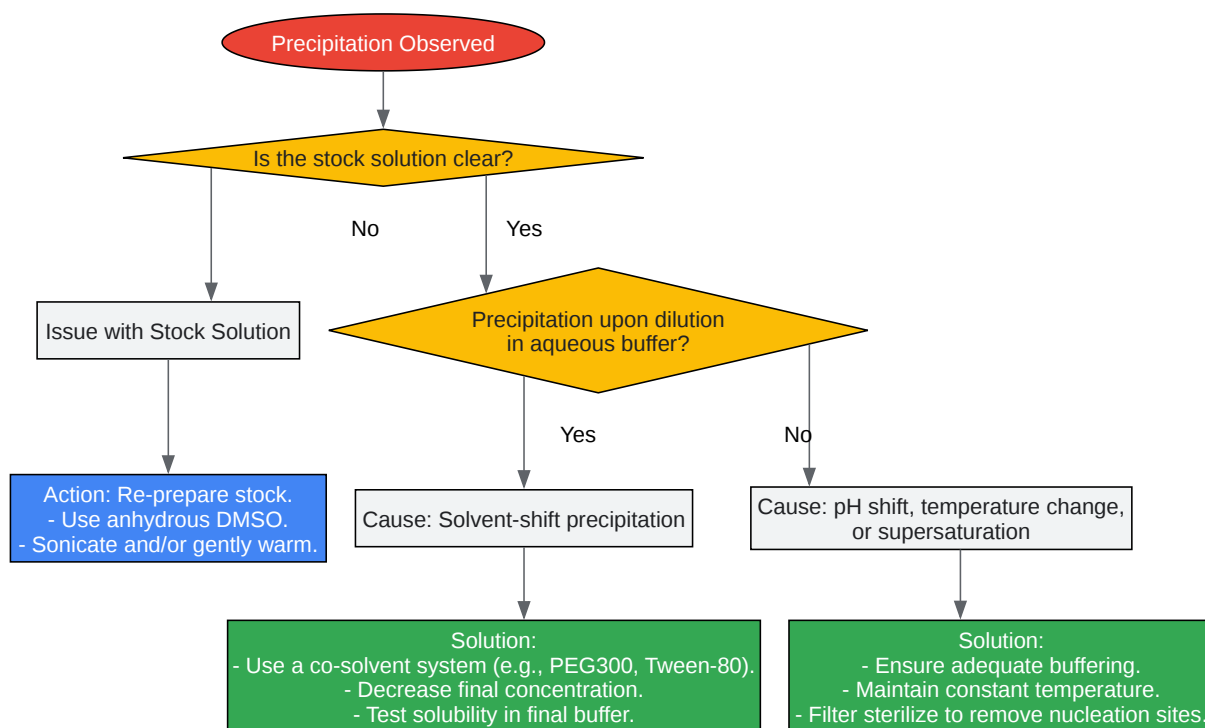 Precipitation Observed
Is the stock solution clear?
No
Yes
Issue with Stock Solution
Precipitation upon dilution
in aqueous buffer?
Yes
No
Action: Re-prepare stock.
- Use anhydrous DMSO.
- Sonicate and/or gently warm.
Cause: Solvent-shift precipitation
Cause: pH shift, temperature change,
or supersaturation
Solution:
- Use a co-solvent system (e.g., PEG300, Tween-80).
- Decrease final concentration.
- Test solubility in final buffer.
Solution:
- Ensure adequate buffering.
- Maintain constant temperature.
- Filter sterilize to remove nucleation sites.